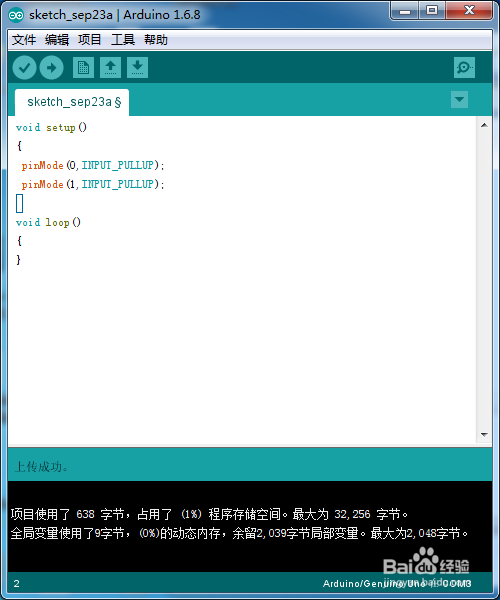 sketch_sep23a | Arduino 1.6.8
文件 编辑 项目 工具 帮助
sketch_sep23a §
void setup()
{
pinMode(0,INPUT_PULLUP);
pinMode(1,INPUT_PULLUP);
void loop()
{
}
上传成功。
项目使用了 638 字节，占用了 (1%) 程序存储空间。最大为 32,256 字节。
全局变量使用了9字节，(0%)的动态内存，余留2,039字节局部变量。最大为2,048字节。
Baidu经验
jingyan.baidu.com
2
Arduino/Genuino Uno 在 COM3